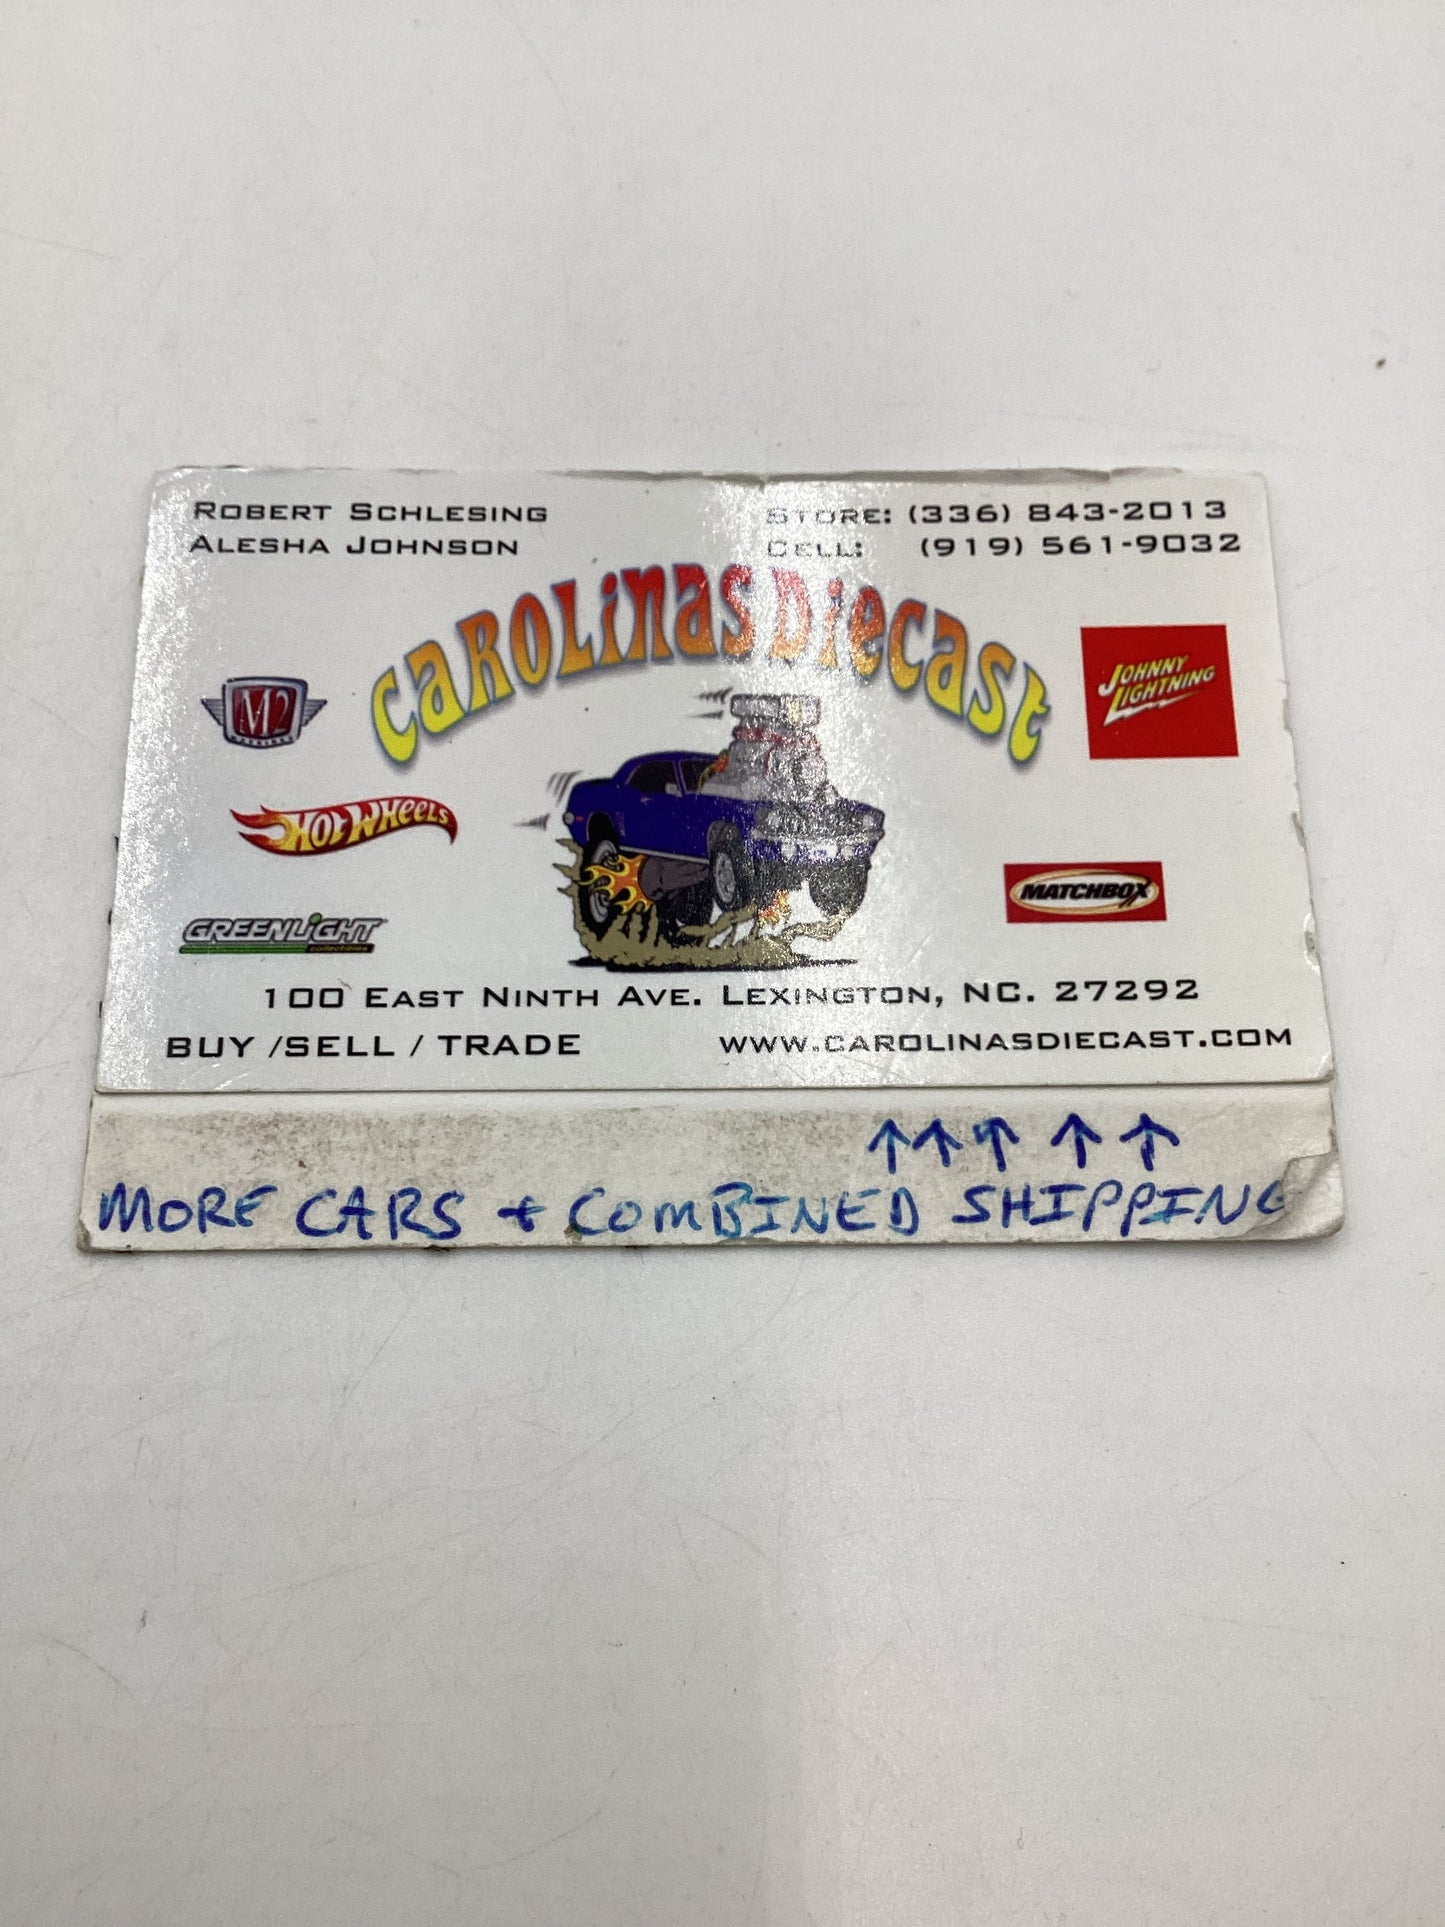 ROBERT SCHLESING
ALESHA JOHNSON
STORE: (336) 843-2013
CELL: (919) 561-9032
CAROLINAS DIECAST
M2
MACHINES
JOHNNY
LIGHTNING
HOT WHEELS
MATCHBOX
GREENLIGHT
collectibles
100 EAST NINTH AVE. LEXINGTON, NC. 27292
BUY /SELL / TRADE
WWW.CAROLINASDIECAST.COM
↑↑↑↑↑
MORE CARS + COMBINED SHIPPING